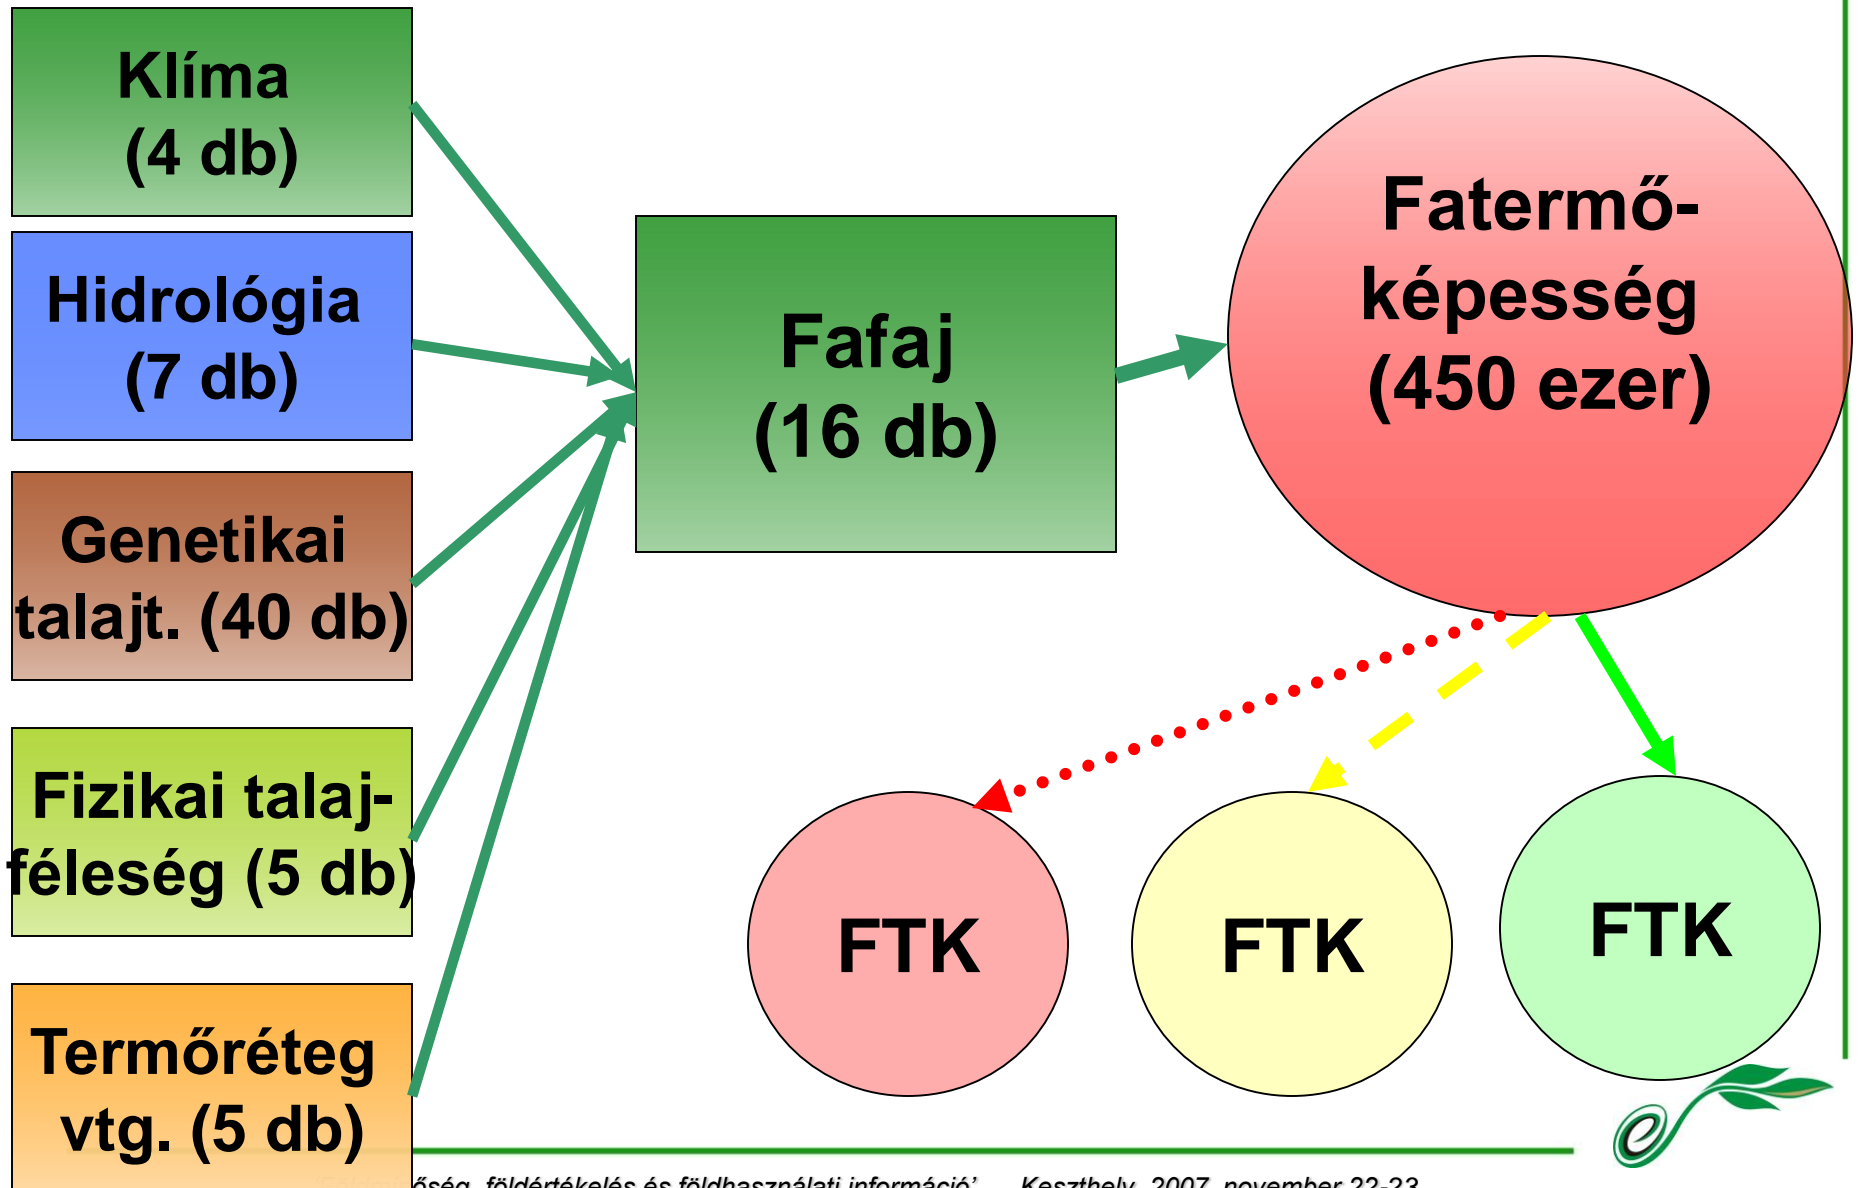 Klíma
(4 db)
Hidrológia
(7 db)
Genetikai
talajt. (40 db)
Fizikai talaj-
féleség (5 db)
Termőréteg
vtg. (5 db)
Fafaj
(16 db)
Fatermő-
képesség
(450 ezer)
FTK
FTK
FTK
földértékelés és földhasználati információ’ Keszthely, 2007. november 22-23.